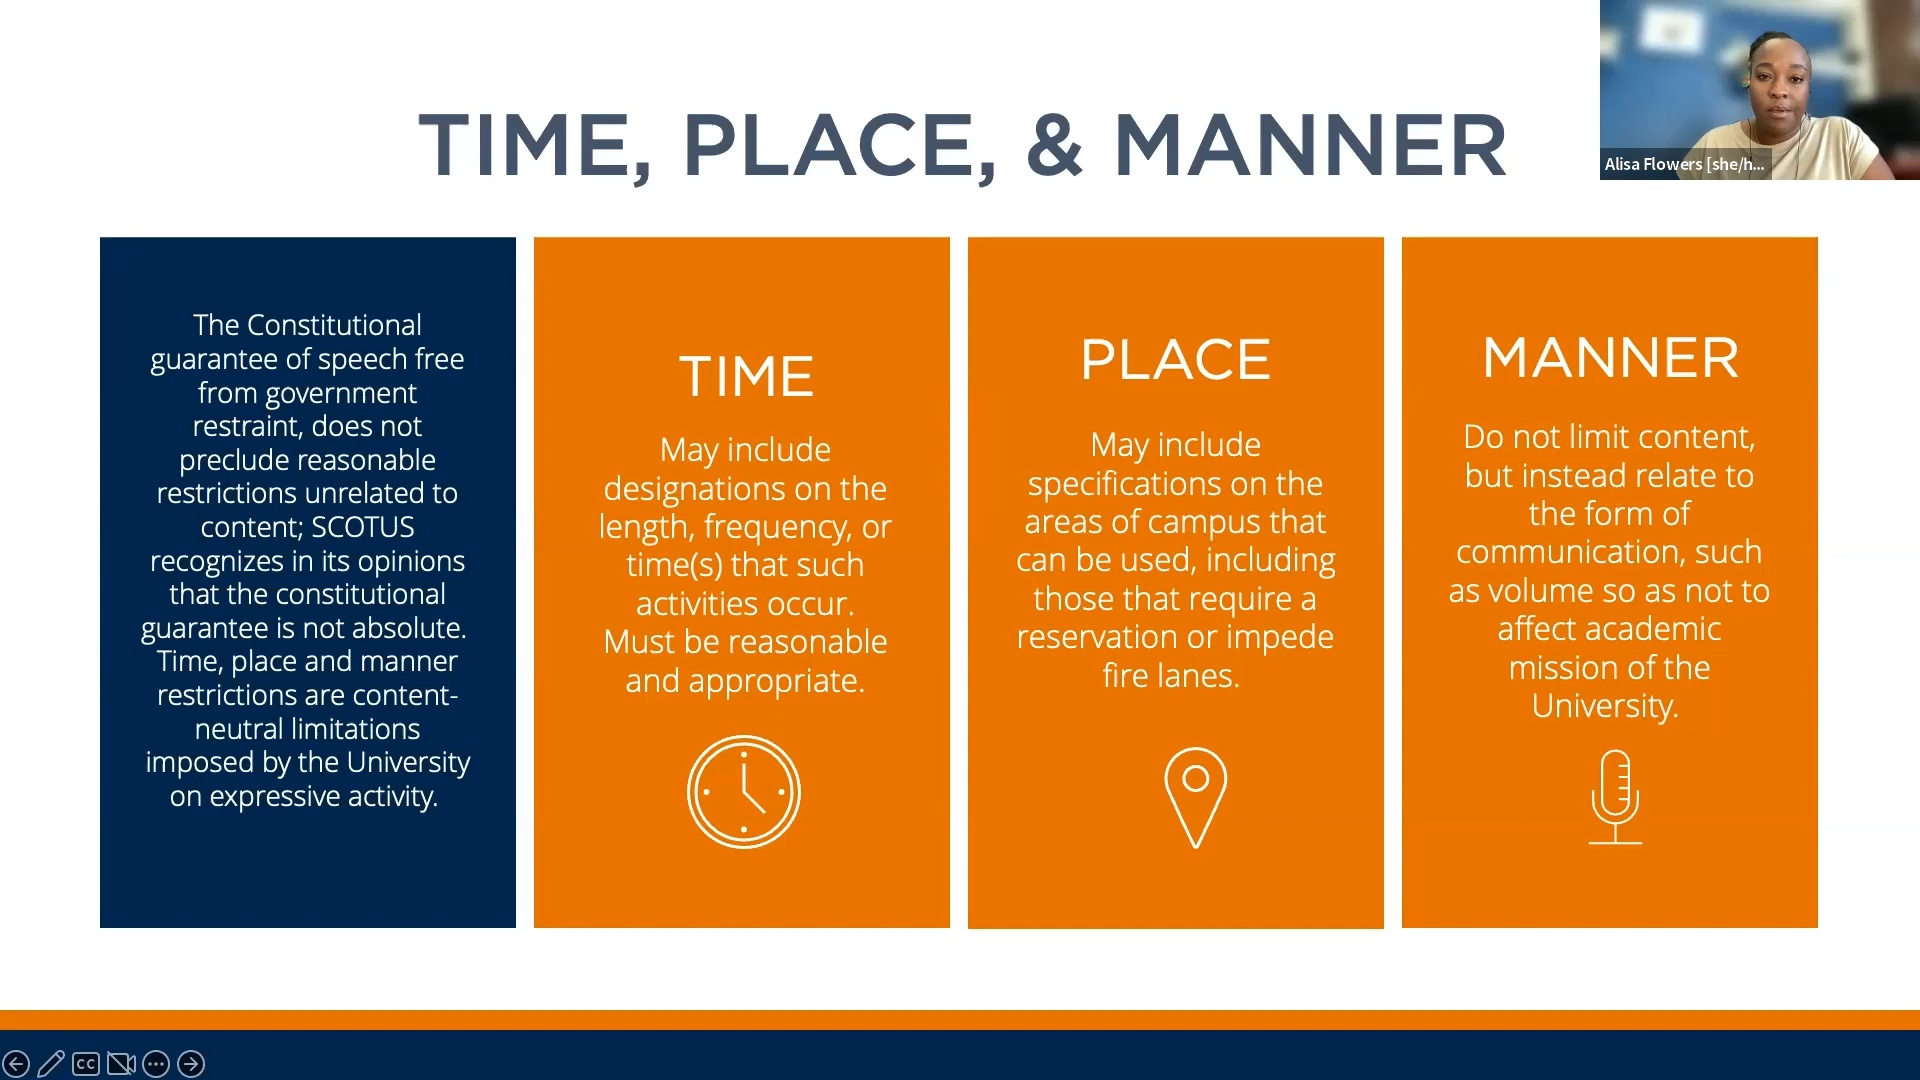 TIME, PLACE, & MANNER
Alisa Flowers [she/h...
The Constitutional
guarantee of speech free
from government
restraint, does not
preclude reasonable
restrictions unrelated to
content; SCOTUS
recognizes in its opinions
that the constitutional
guarantee is not absolute.
Time, place and manner
restrictions are content-
neutral limitations
imposed by the University
on expressive activity.
TIME
May include
designations on the
length, frequency, or
time(s) that such
activities occur.
Must be reasonable
and appropriate.
PLACE
May include
specifications on the
areas of campus that
can be used, including
those that require a
reservation or impede
fire lanes.
MANNER
Do not limit content,
but instead relate to
the form of
communication, such
as volume so as not to
affect academic
mission of the
University.
CC